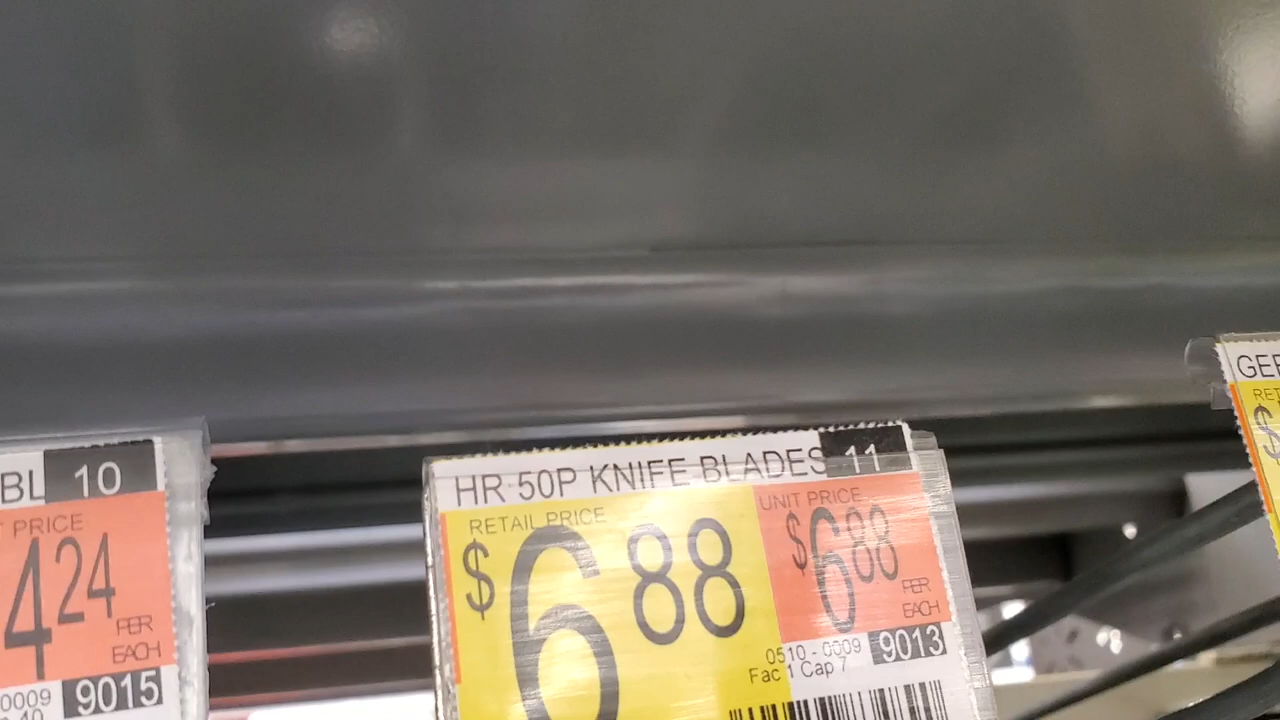 BL 10
PRICE
424
PER
EACH
0009 9015
HR 50P KNIFE BLADES 11
RETAIL PRICE
$688
UNIT PRICE
$688
PER
EACH
0510-0009 9013
Fac 1 Cap 7
$